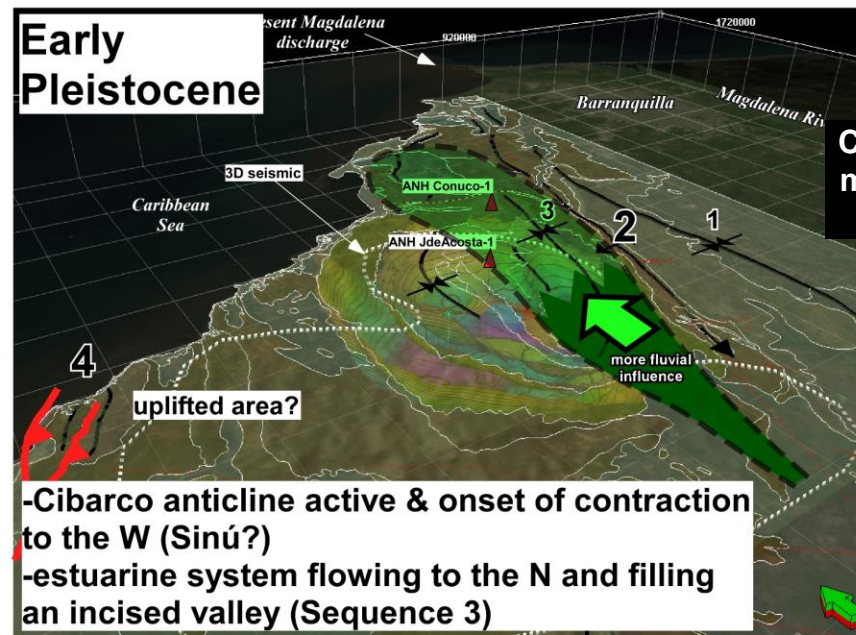 Early
Pleistocene
resent Magdalena
discharge
920000
1720000
Barranquilla
Magdalena Riv
C
m
3D seismic
ANH Conuco-1
Caribbean
Sea
3
2
1
ANH JdeAcosta-1
more fluvial
influence
4
uplifted area?
-Cibarco anticline active & onset of contraction
to the W (Sinú?)
-estuarine system flowing to the N and filling
an incised valley (Sequence 3)